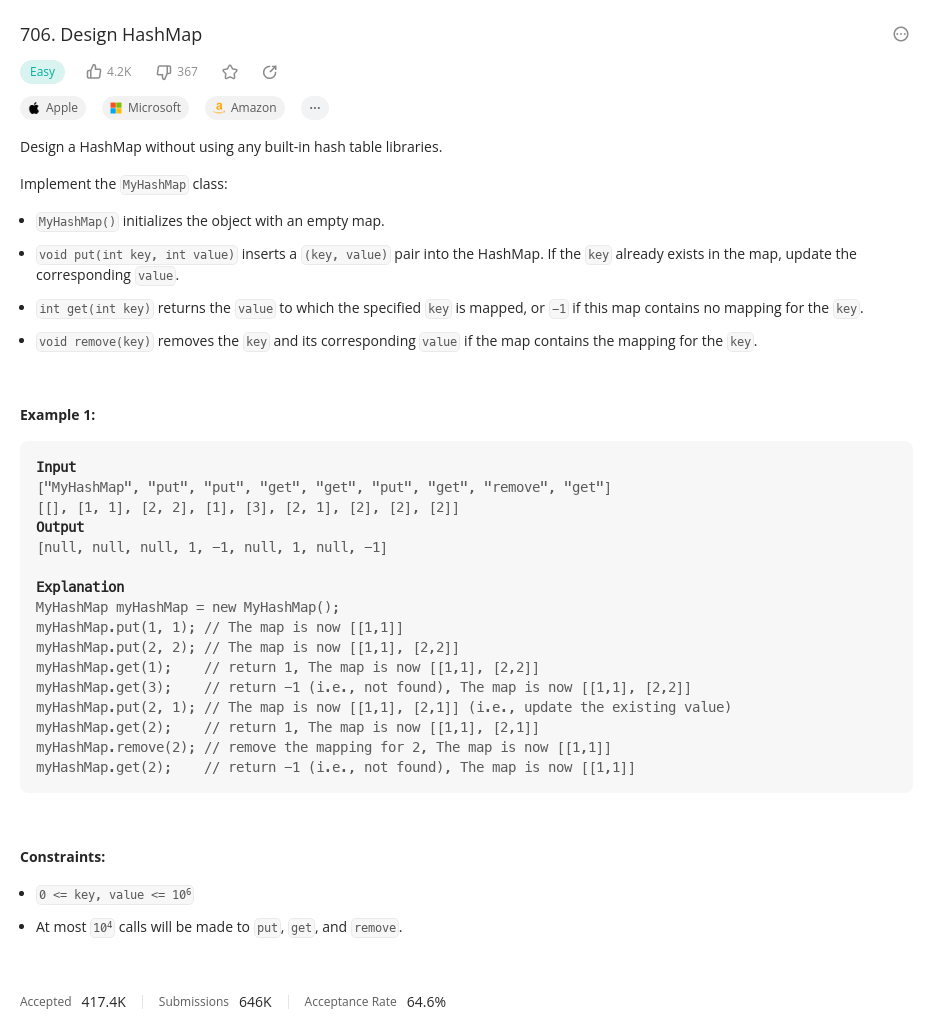 706. Design HashMap
Easy 4.2K 367
Apple Microsoft Amazon ...
Design a HashMap without using any built-in hash table libraries.
Implement the MyHashMap class:
• MyHashMap() initializes the object with an empty map.
• void put(int key, int value) inserts a (key, value) pair into the HashMap. If the key already exists in the map, update the
corresponding value.
• int get(int key) returns the value to which the specified key is mapped, or −1 if this map contains no mapping for the key.
• void remove(key) removes the key and its corresponding value if the map contains the mapping for the key.
Example 1:
Input
["MyHashMap", "put", "put", "get", "get", "put", "get", "remove", "get"]
[[], [1, 1], [2, 2], [1], [3], [2, 1], [2], [2], [2]]
Output
[null, null, null, 1, −1, null, 1, null, −1]
Explanation
MyHashMap myHashMap = new MyHashMap();
myHashMap.put(1, 1); // The map is now [[1,1]]
myHashMap.put(2, 2); // The map is now [[1,1], [2,2]]
myHashMap.get(1);    // return 1, The map is now [[1,1], [2,2]]
myHashMap.get(3);    // return −1 (i.e., not found), The map is now [[1,1], [2,2]]
myHashMap.put(2, 1); // The map is now [[1,1], [2,1]] (i.e., update the existing value)
myHashMap.get(2);    // return 1, The map is now [[1,1], [2,1]]
myHashMap.remove(2); // remove the mapping for 2, The map is now [[1,1]]
myHashMap.get(2);    // return −1 (i.e., not found), The map is now [[1,1]]
Constraints:
• 0 <= key, value <= 10⁶
• At most 10⁴ calls will be made to put, get, and remove.
Accepted 417.4K Submissions 646K Acceptance Rate 64.6%